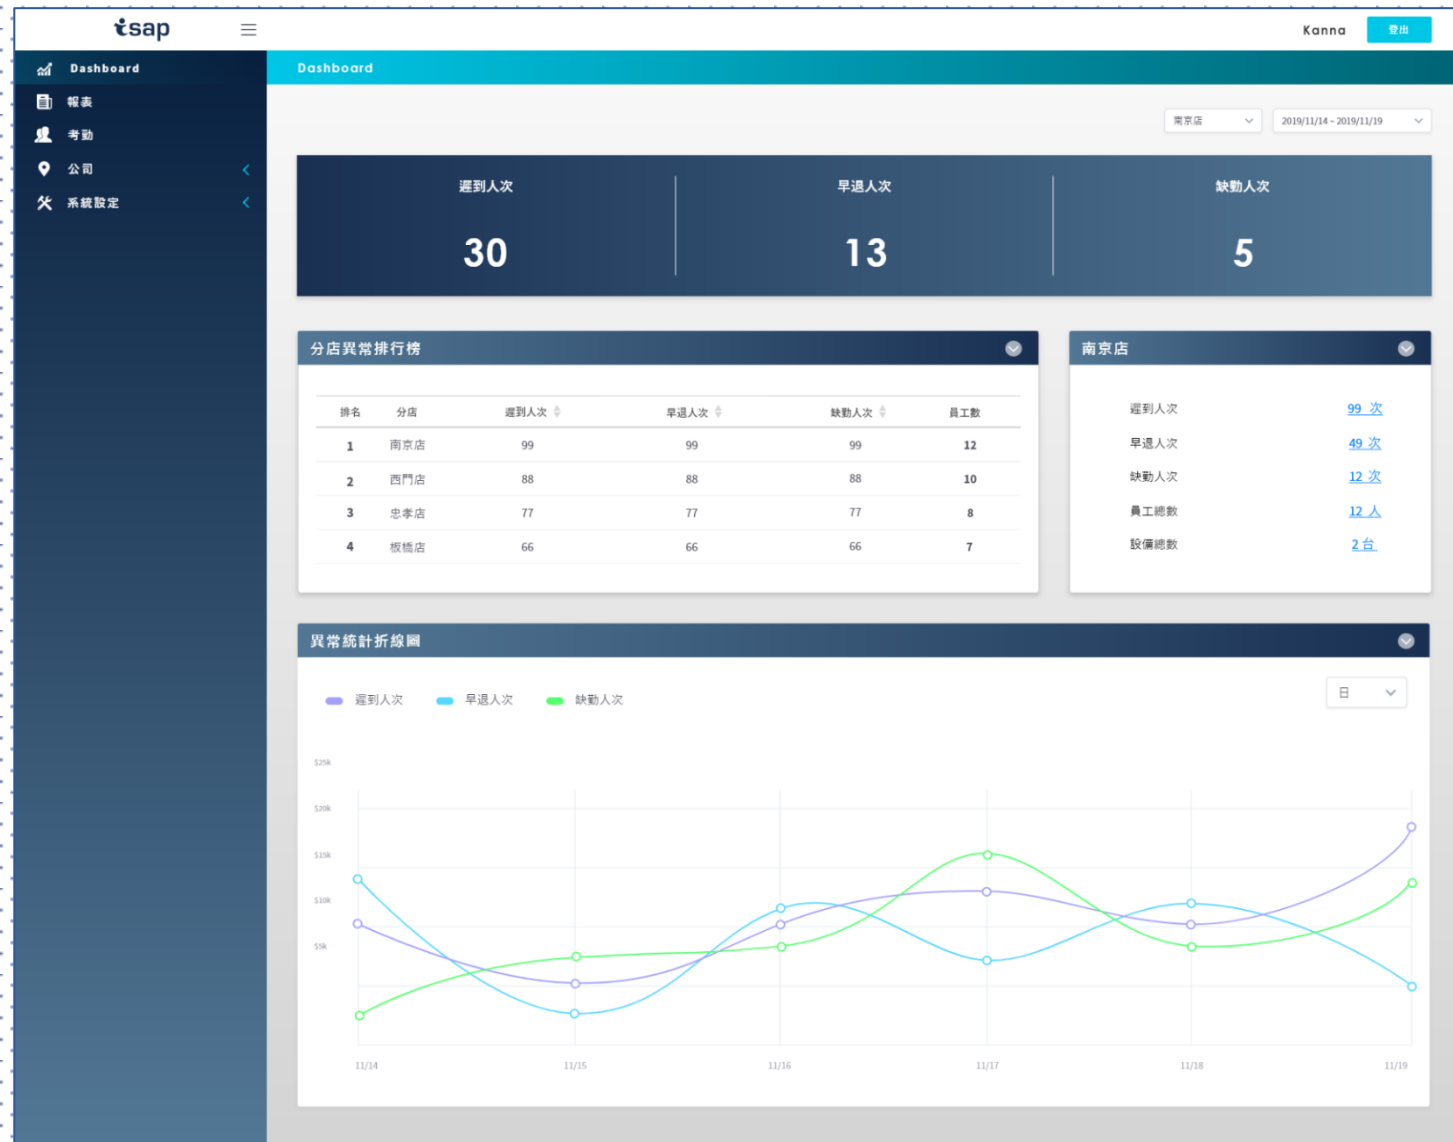 isap
Kanna 登出
Dashboard
報表
考勤
公司
系統設定
Dashboard
南京店 2019/11/14 ~ 2019/11/19
遲到人次 早退人次 缺勤人次
30 13 5
分店異常排行榜
排名 分店 遲到人次 早退人次 缺勤人次 員工數
1 南京店 99 99 99 12
2 西門店 88 88 88 10
3 忠孝店 77 77 77 8
4 板橋店 66 66 66 7
南京店
遲到人次 99 次
早退人次 49 次
缺勤人次 12 次
員工總數 12 人
設備總數 2 台
異常統計折線圖
遲到人次 早退人次 缺勤人次 日
$25k
$20k
$15k
$10k
$5k
11/14 11/15 11/16 11/17 11/18 11/19